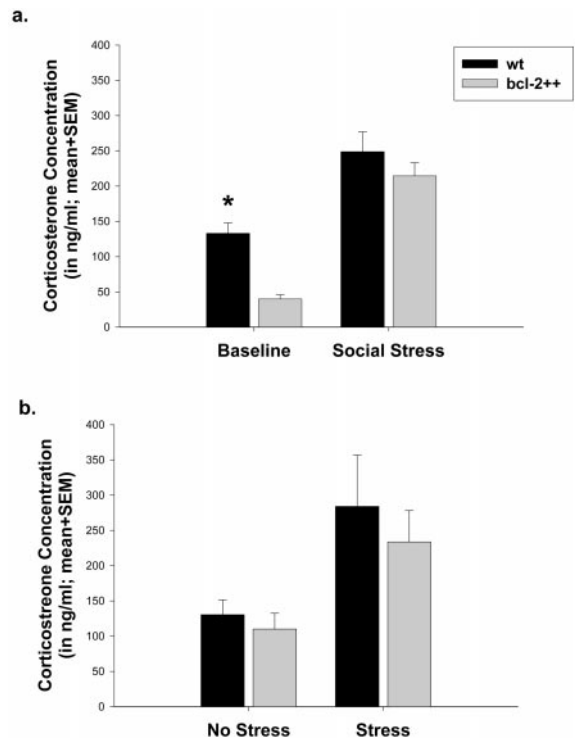 a.
Corticosterone Concentration
(in ng/ml; mean+SEM)
400
350
300
250
200
150
100
50
0
*
wt
bcl-2++
Baseline
Social Stress
b.
Corticostreone Concentration
(in ng/ml; mean+SEM)
400
350
300
250
200
150
100
50
0
No Stress
Stress